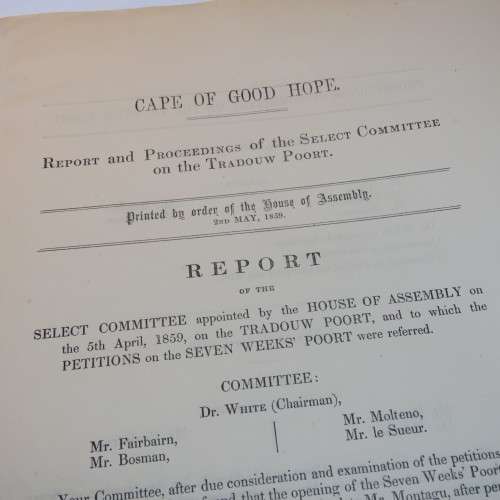 CAPE OF GOOD HOPE.
REPORT and PROCEEDINGS of the SELECT COMMITTEE
on the TRADOUW POORT.
Printed by order of the House of Assembly.
2ND MAY, 1859.
REPORT
OF THE
SELECT COMMITTEE appointed by the HOUSE OF ASSEMBLY on
the 5th April, 1859, on the TRADOUW POORT, and to which the
PETITIONS on the SEVEN WEEKS' POORT were referred.
COMMITTEE:
Dr. WHITE (Chairman),
Mr. Fairbairn,
Mr. Bosman,
Mr. Molteno,
Mr. le Sueur.
Your Committee, after due consideration and examination of the petitions
found that the opening of the Seven Weeks' Poort
Mr. Montagu, after